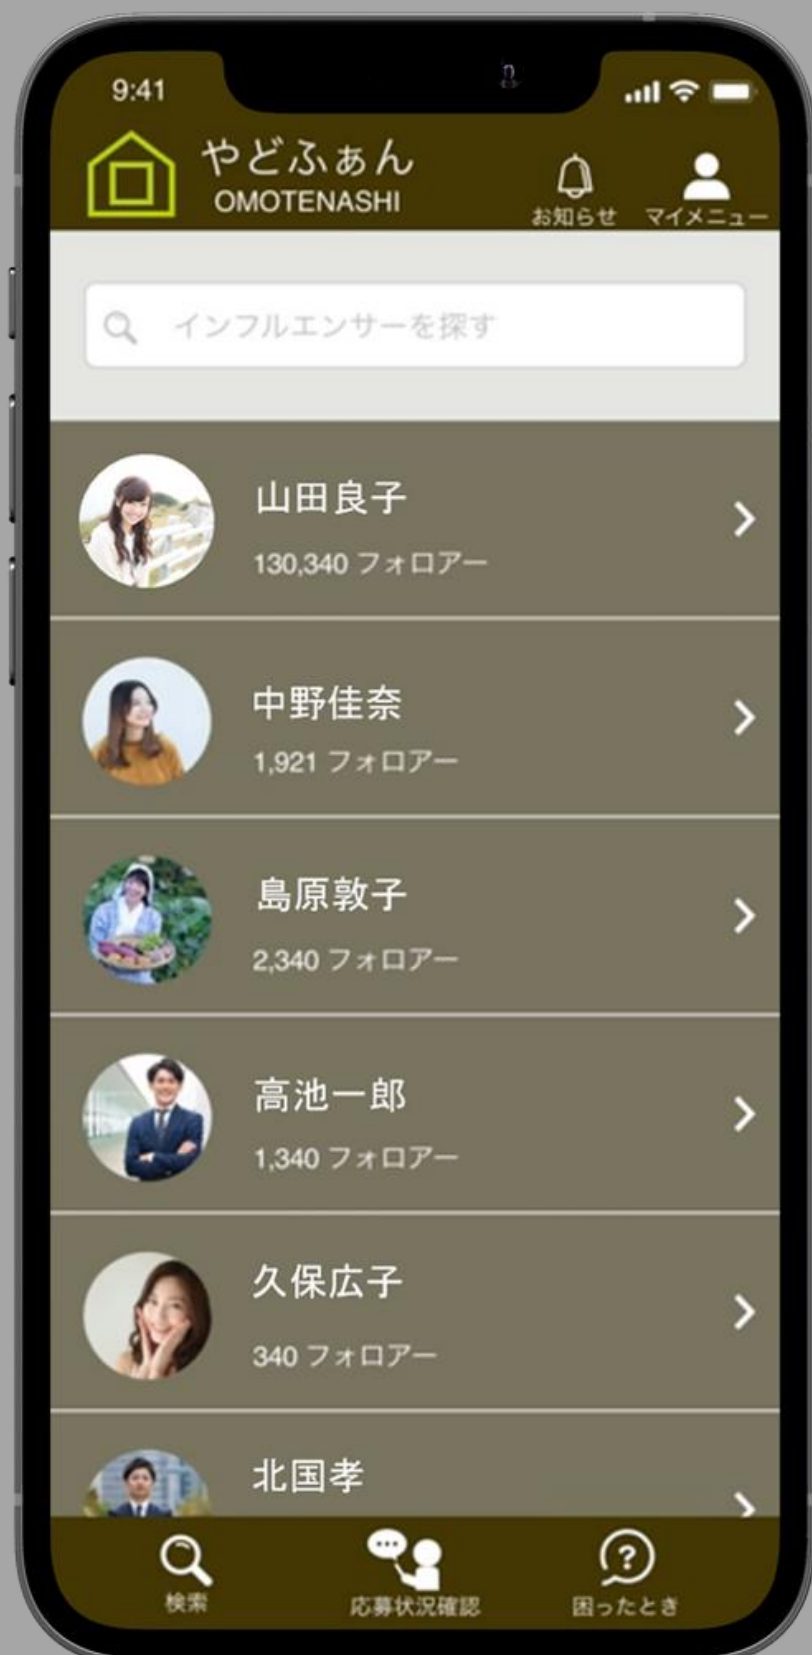 9:41
やどふぁん
OMOTENASHI
お知らせ
マイメニュー
インフルエンサーを探す
山田良子
130,340 フォロアー
中野佳奈
1,921 フォロアー
島原敦子
2,340 フォロアー
高池一郎
1,340 フォロアー
久保広子
340 フォロアー
北国孝
検索
応募状況確認
困ったとき